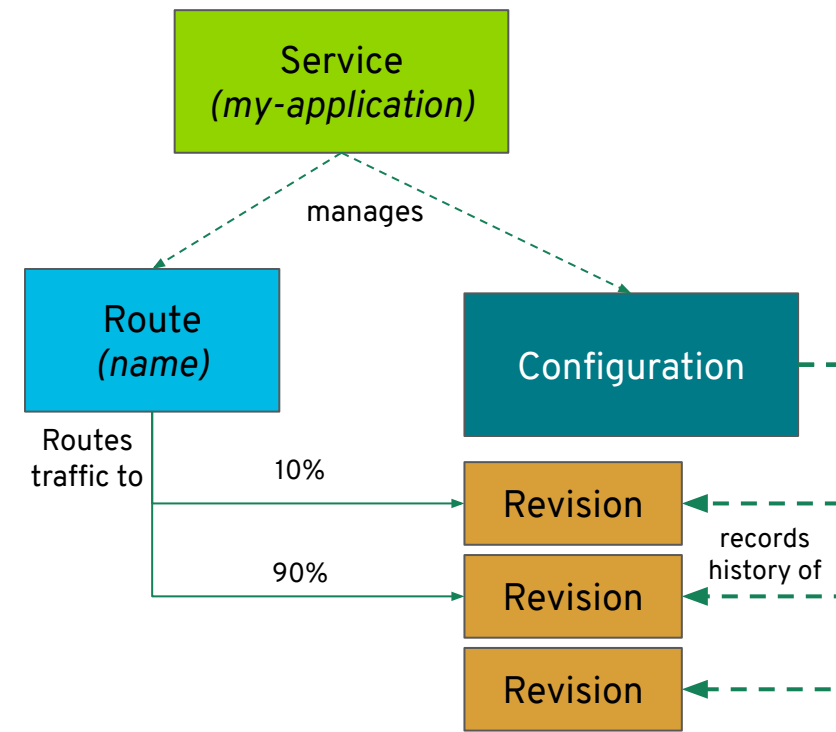 Service
(my-application)
manages
Route
(name)
Configuration
Routes
traffic to
10%
Revision
records
history of
90%
Revision
Revision